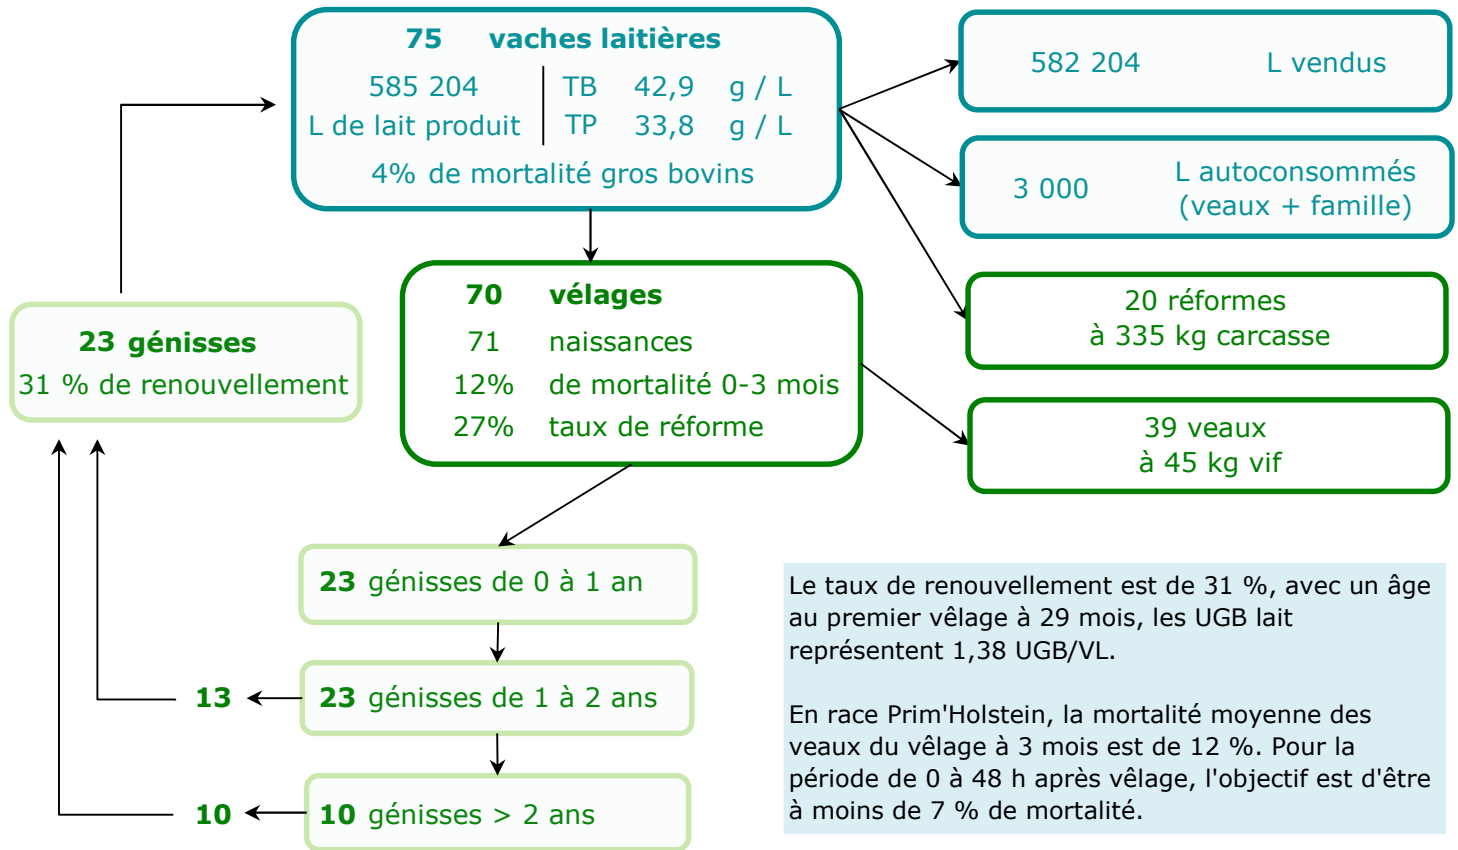 75 vaches laitières
585 204 TB 42,9 g / L
L de lait produit TP 33,8 g / L
4% de mortalité gros bovins
582 204 L vendus
3 000 L autoconsommés
(veaux + famille)
70 vélages
71 naissances
12% de mortalité 0-3 mois
27% taux de réforme
20 réformes
à 335 kg carcasse
39 veaux
à 45 kg vif
23 génisses
31 % de renouvellement
23 génisses de 0 à 1 an
13 23 génisses de 1 à 2 ans
10 10 génisses > 2 ans
Le taux de renouvellement est de 31 %, avec un âge
au premier vêlage à 29 mois, les UGB lait
représentent 1,38 UGB/VL.
En race Prim'Holstein, la mortalité moyenne des
veaux du vêlage à 3 mois est de 12 %. Pour la
période de 0 à 48 h après vêlage, l'objectif est d'être
à moins de 7 % de mortalité.